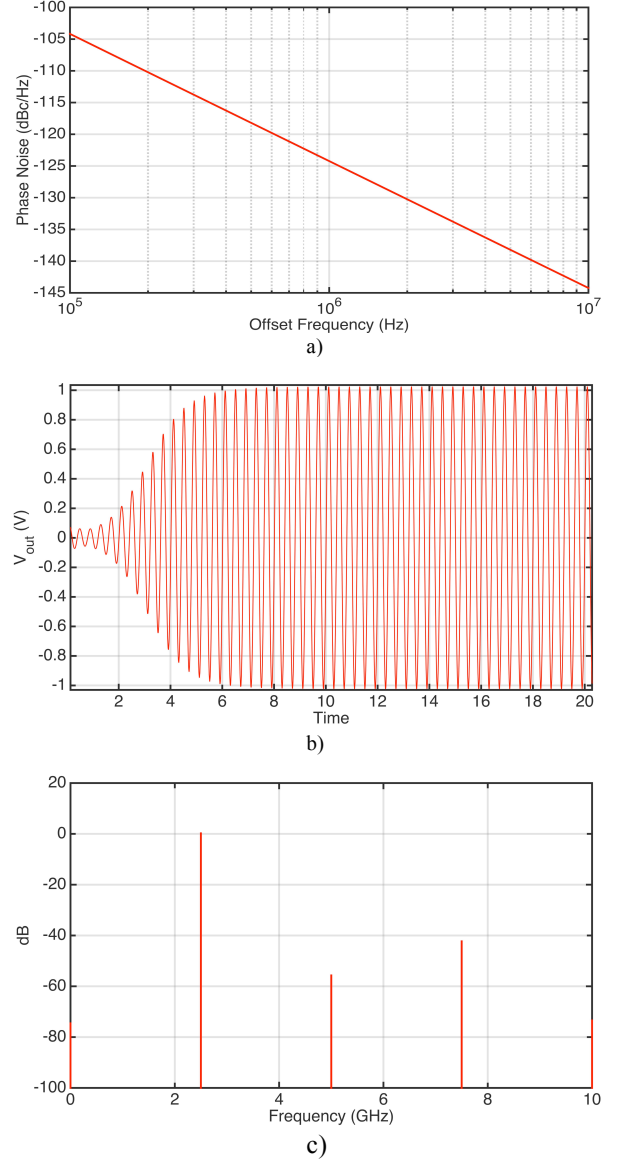 -100
-105
-110
-115
-120
-125
-130
-135
-140
-145
Phase Noise (dBc/Hz)
10^5
10^6
10^7
Offset Frequency (Hz)
a)
1
0.8
0.6
0.4
0.2
0
-0.2
-0.4
-0.6
-0.8
-1
V_out (V)
2 4 6 8 10 12 14 16 18 20
Time
b)
20
0
-20
-40
-60
-80
-100
dB
0 2 4 6 8 10
Frequency (GHz)
c)